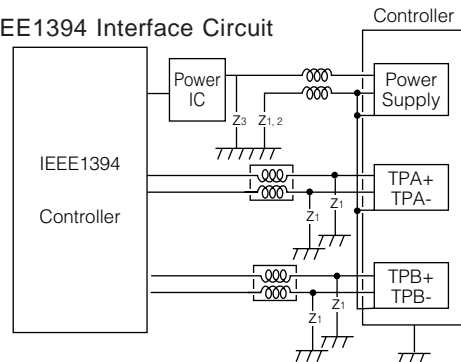 EE1394 Interface Circuit
Controller
Power
IC
Power
Supply
Z3
Z1, 2
IEEE1394
Controller
TPA+
TPA-
Z1
Z1
TPB+
TPB-
Z1
Z1